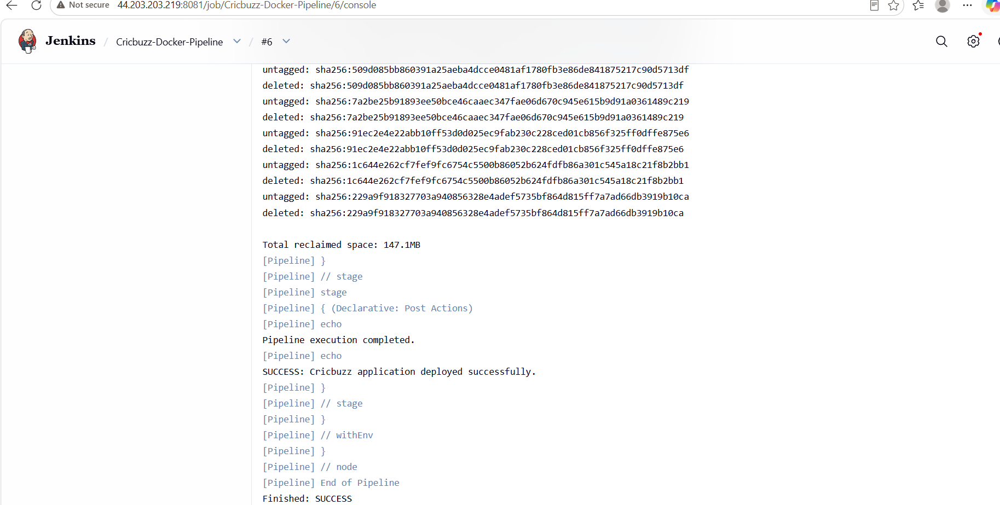 Not secure 44.203.203.219:8081/job/Cricbuzz-Docker-Pipeline/6/console
Jenkins / Cricbuzz-Docker-Pipeline / #6
untagged: sha256:509d085bb860391a25aeba4dcce0481af1780fb3e86de841875217c90d5713df
deleted: sha256:509d085bb860391a25aeba4dcce0481af1780fb3e86de841875217c90d5713df
untagged: sha256:7a2be25b91893ee50bce46caaec347fae06d670c945e615b9d91a0361489c219
deleted: sha256:7a2be25b91893ee50bce46caaec347fae06d670c945e615b9d91a0361489c219
untagged: sha256:91ec2e4e22abb10ff53d0d025ec9fab230c228ced01cb856f325ff0dffe875e6
deleted: sha256:91ec2e4e22abb10ff53d0d025ec9fab230c228ced01cb856f325ff0dffe875e6
untagged: sha256:1c644e262cf7fef9fc6754c5500b86052b624fdfb86a301c545a18c21f8b2bb1
deleted: sha256:1c644e262cf7fef9fc6754c5500b86052b624fdfb86a301c545a18c21f8b2bb1
untagged: sha256:229a9f918327703a940856328e4adef5735bf864d815ff7a7ad66db3919b10ca
deleted: sha256:229a9f918327703a940856328e4adef5735bf864d815ff7a7ad66db3919b10ca
Total reclaimed space: 147.1MB
[Pipeline] }
[Pipeline] // stage
[Pipeline] stage
[Pipeline] { (Declarative: Post Actions)
[Pipeline] echo
Pipeline execution completed.
[Pipeline] echo
SUCCESS: Cricbuzz application deployed successfully.
[Pipeline] }
[Pipeline] // stage
[Pipeline] }
[Pipeline] // withEnv
[Pipeline] }
[Pipeline] // node
[Pipeline] End of Pipeline
Finished: SUCCESS